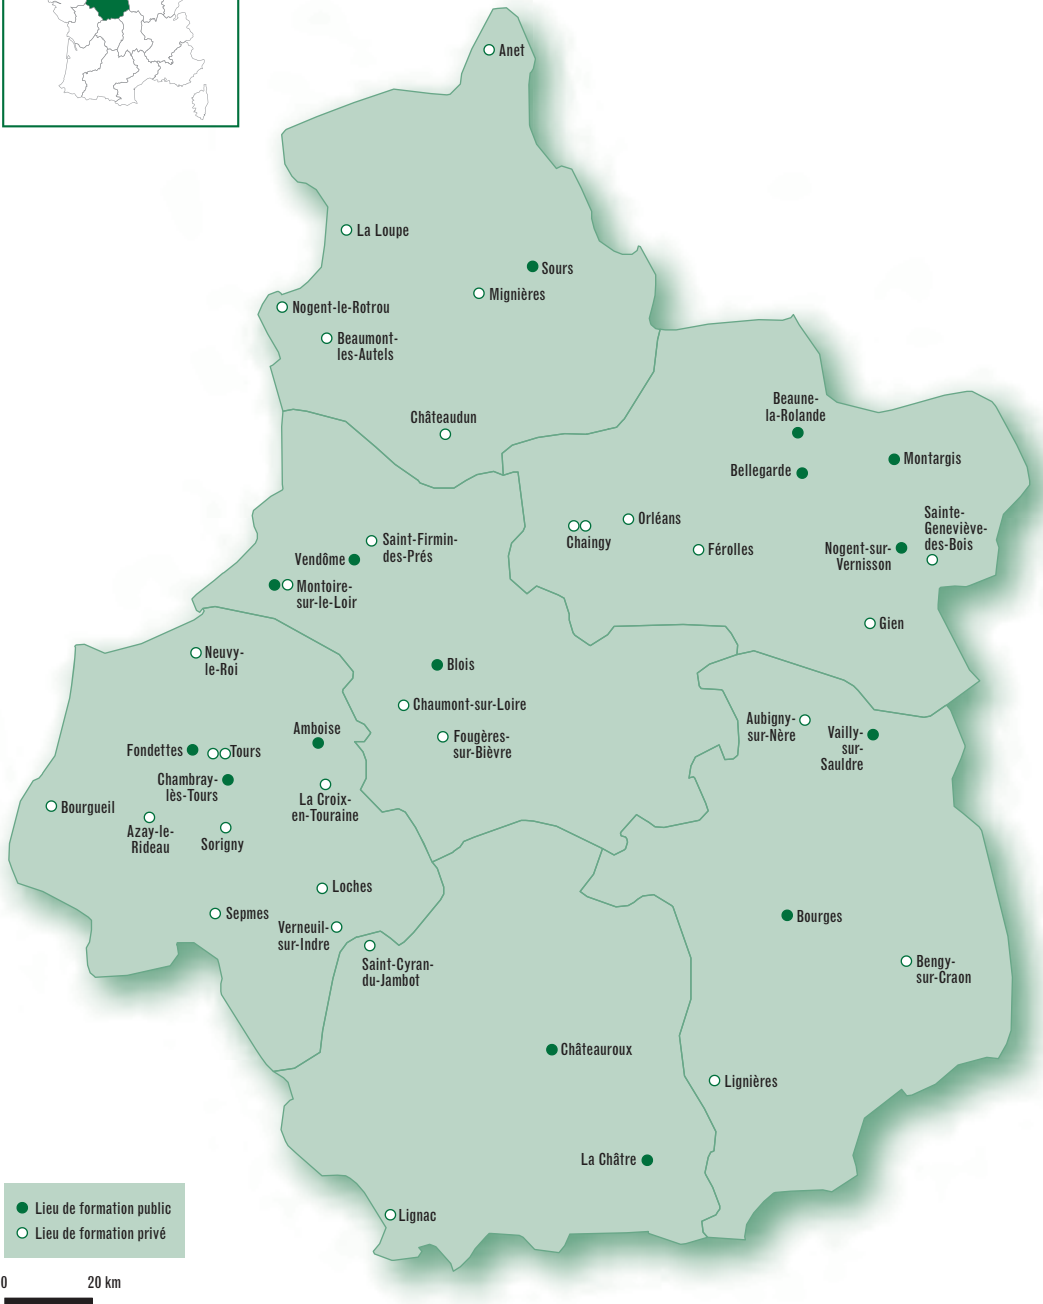 Anet
La Loupe
Sours
Mignières
Nogent-le-Rotrou
Beaumont-
les-Autels
Châteaudun
Beaune-
la-Rolande
Bellegarde
Montargis
Orléans
Chaingy
Férolles
Sainte-
Geneviève-
des-Bois
Nogent-sur-
Vernisson
Gien
Saint-Firmin-
des-Prés
Vendôme
Montoire-
sur-le-Loir
Neuvy-
le-Roi
Blois
Chaumont-sur-Loire
Fougères-
sur-Bièvre
Aubigny-
sur-Nère
Vailly-
sur-
Sauldre
Amboise
Fondettes
Tours
Chambray-
lès-Tours
La Croix-
en-Touraine
Bourgueil
Azay-le-
Rideau
Sorigny
Loches
Sepmes
Verneuil-
sur-Indre
Saint-Cyran-
du-Jambot
Bourges
Bengy-
sur-Craon
Châteauroux
Lignières
La Châtre
Lignac
Lieu de formation public
Lieu de formation privé
0 20 km